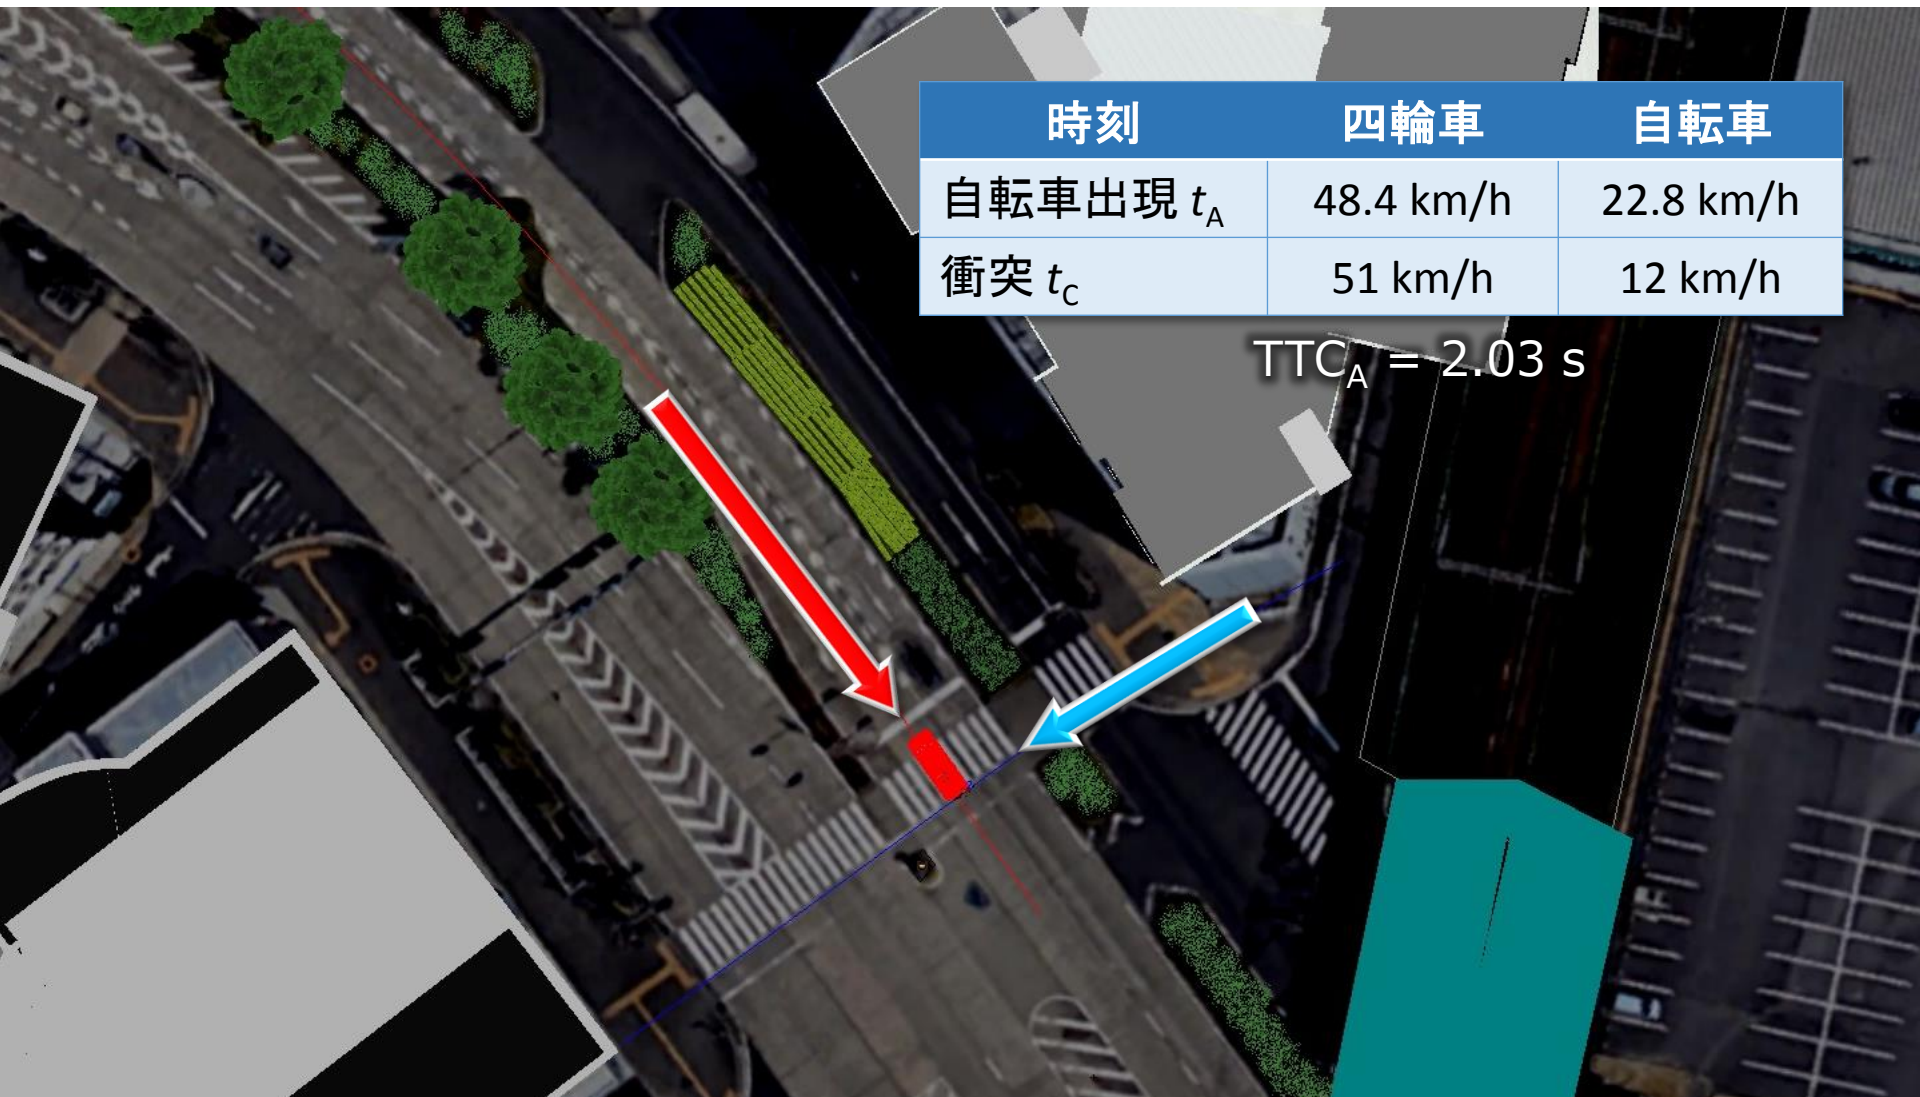 時刻 四輪車 自転車
自転車出現 tA 48.4 km/h 22.8 km/h
衝突 tC 51 km/h 12 km/h
TTCA = 2.03 s